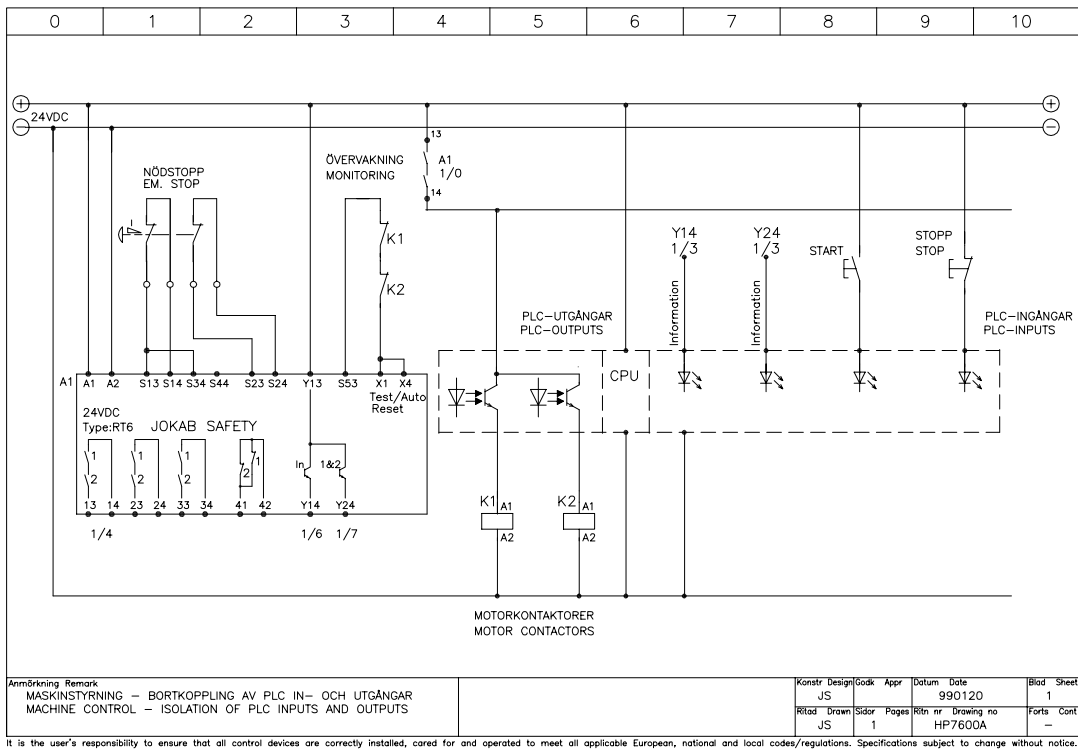 0 1 2 3 4 5 6 7 8 9 10
+ +
24VDC
- -
13
A1
1/0
14
NÖDSTOPP
EM. STOP
ÖVERVAKNING
MONITORING
K1
K2
Y14
1/3
Y24
1/3
START
STOPP
STOP
Information
Information
PLC-UTGÅNGAR
PLC-OUTPUTS
PLC-INGÅNGAR
PLC-INPUTS
CPU
A1
A1 A2 S13 S14 S34 S44 S23 S24 Y13 S53 X1 X4
Test/Auto
Reset
24VDC
Type:RT6 JOKAB SAFETY
1 1 1 2 1
2 2 2
In 1&2
13 14 23 24 33 34 41 42 Y14 Y24
1/4 1/6 1/7
K1 A1
A2
K2 A1
A2
MOTORKONTAKTORER
MOTOR CONTACTORS
Anmörkning Remark
MASKINSTYRNING - BORTKOPPLING AV PLC IN- OCH UTGÅNGAR
MACHINE CONTROL - ISOLATION OF PLC INPUTS AND OUTPUTS
Konstr Design Godk Appr Datum Date Blad Sheet
JS 990120 1
Ritad Drawn Sidor Pages Ritn nr Drawing no Forts Cont
JS 1 HP7600A -
It is the user's responsibility to ensure that all control devices are correctly installed, cared for and operated to meet all applicable European, national and local codes/regulations. Specifications subject to change without notice.